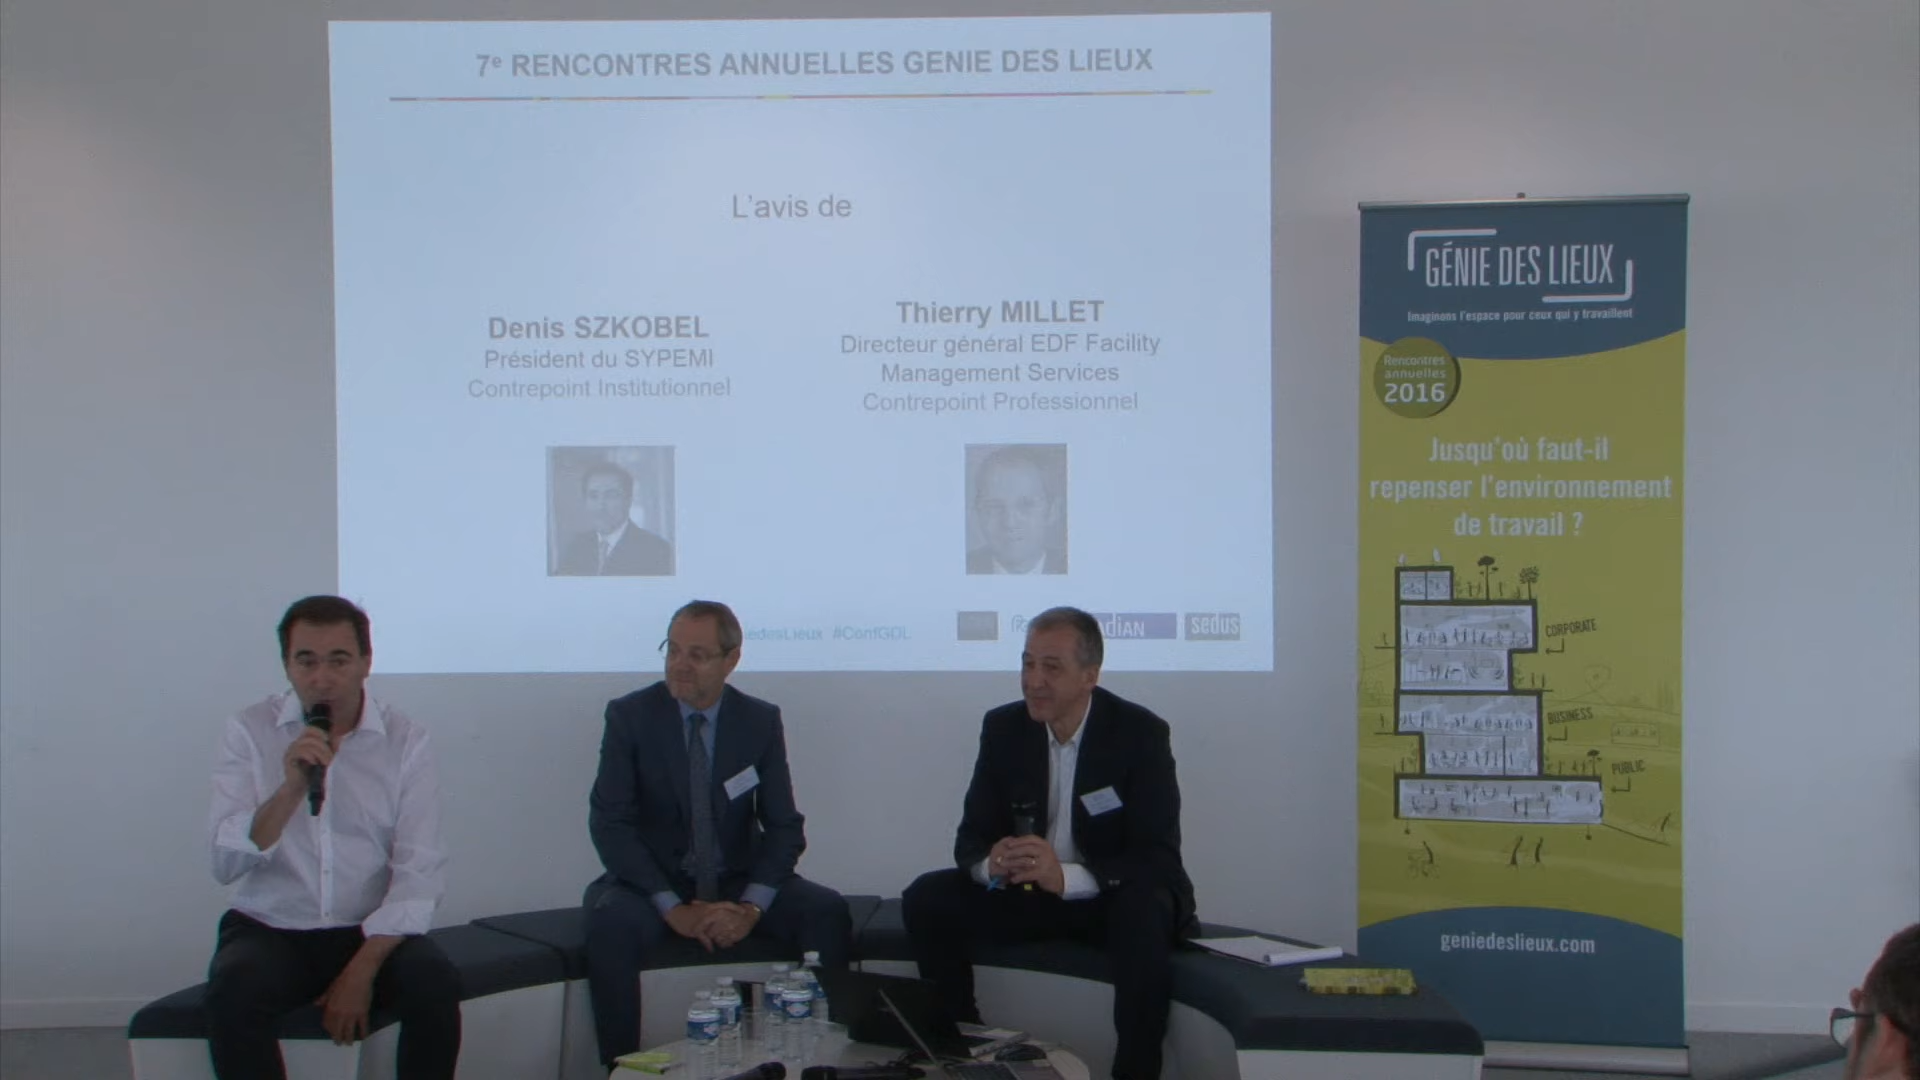 7e RENCONTRES ANNUELLES GENIE DES LIEUX
L'avis de
Denis SZKOBEL
Président du SYPEMI
Contrepoint Institutionnel
Thierry MILLET
Directeur général EDF Facility
Management Services
Contrepoint Professionnel
#ConfGDL
sedus
GÉNIE DES LIEUX
Imaginons l'espace pour ceux qui y travaillent
Rencontres
annuelles
2016
Jusqu'où faut-il
repenser l'environnement
de travail ?
CORPORATE
BUSINESS
PUBLIC
geniedeslieux.com